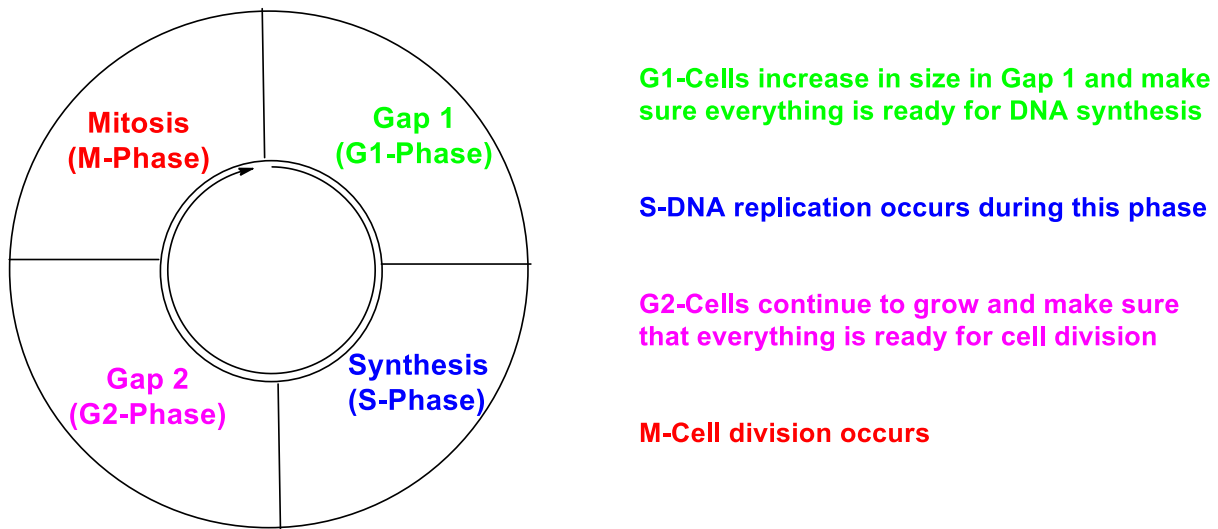 Mitosis
(M-Phase)
Gap 1
(G1-Phase)
Gap 2
(G2-Phase)
Synthesis
(S-Phase)
G1-Cells increase in size in Gap 1 and make
sure everything is ready for DNA synthesis
S-DNA replication occurs during this phase
G2-Cells continue to grow and make sure
that everything is ready for cell division
M-Cell division occurs